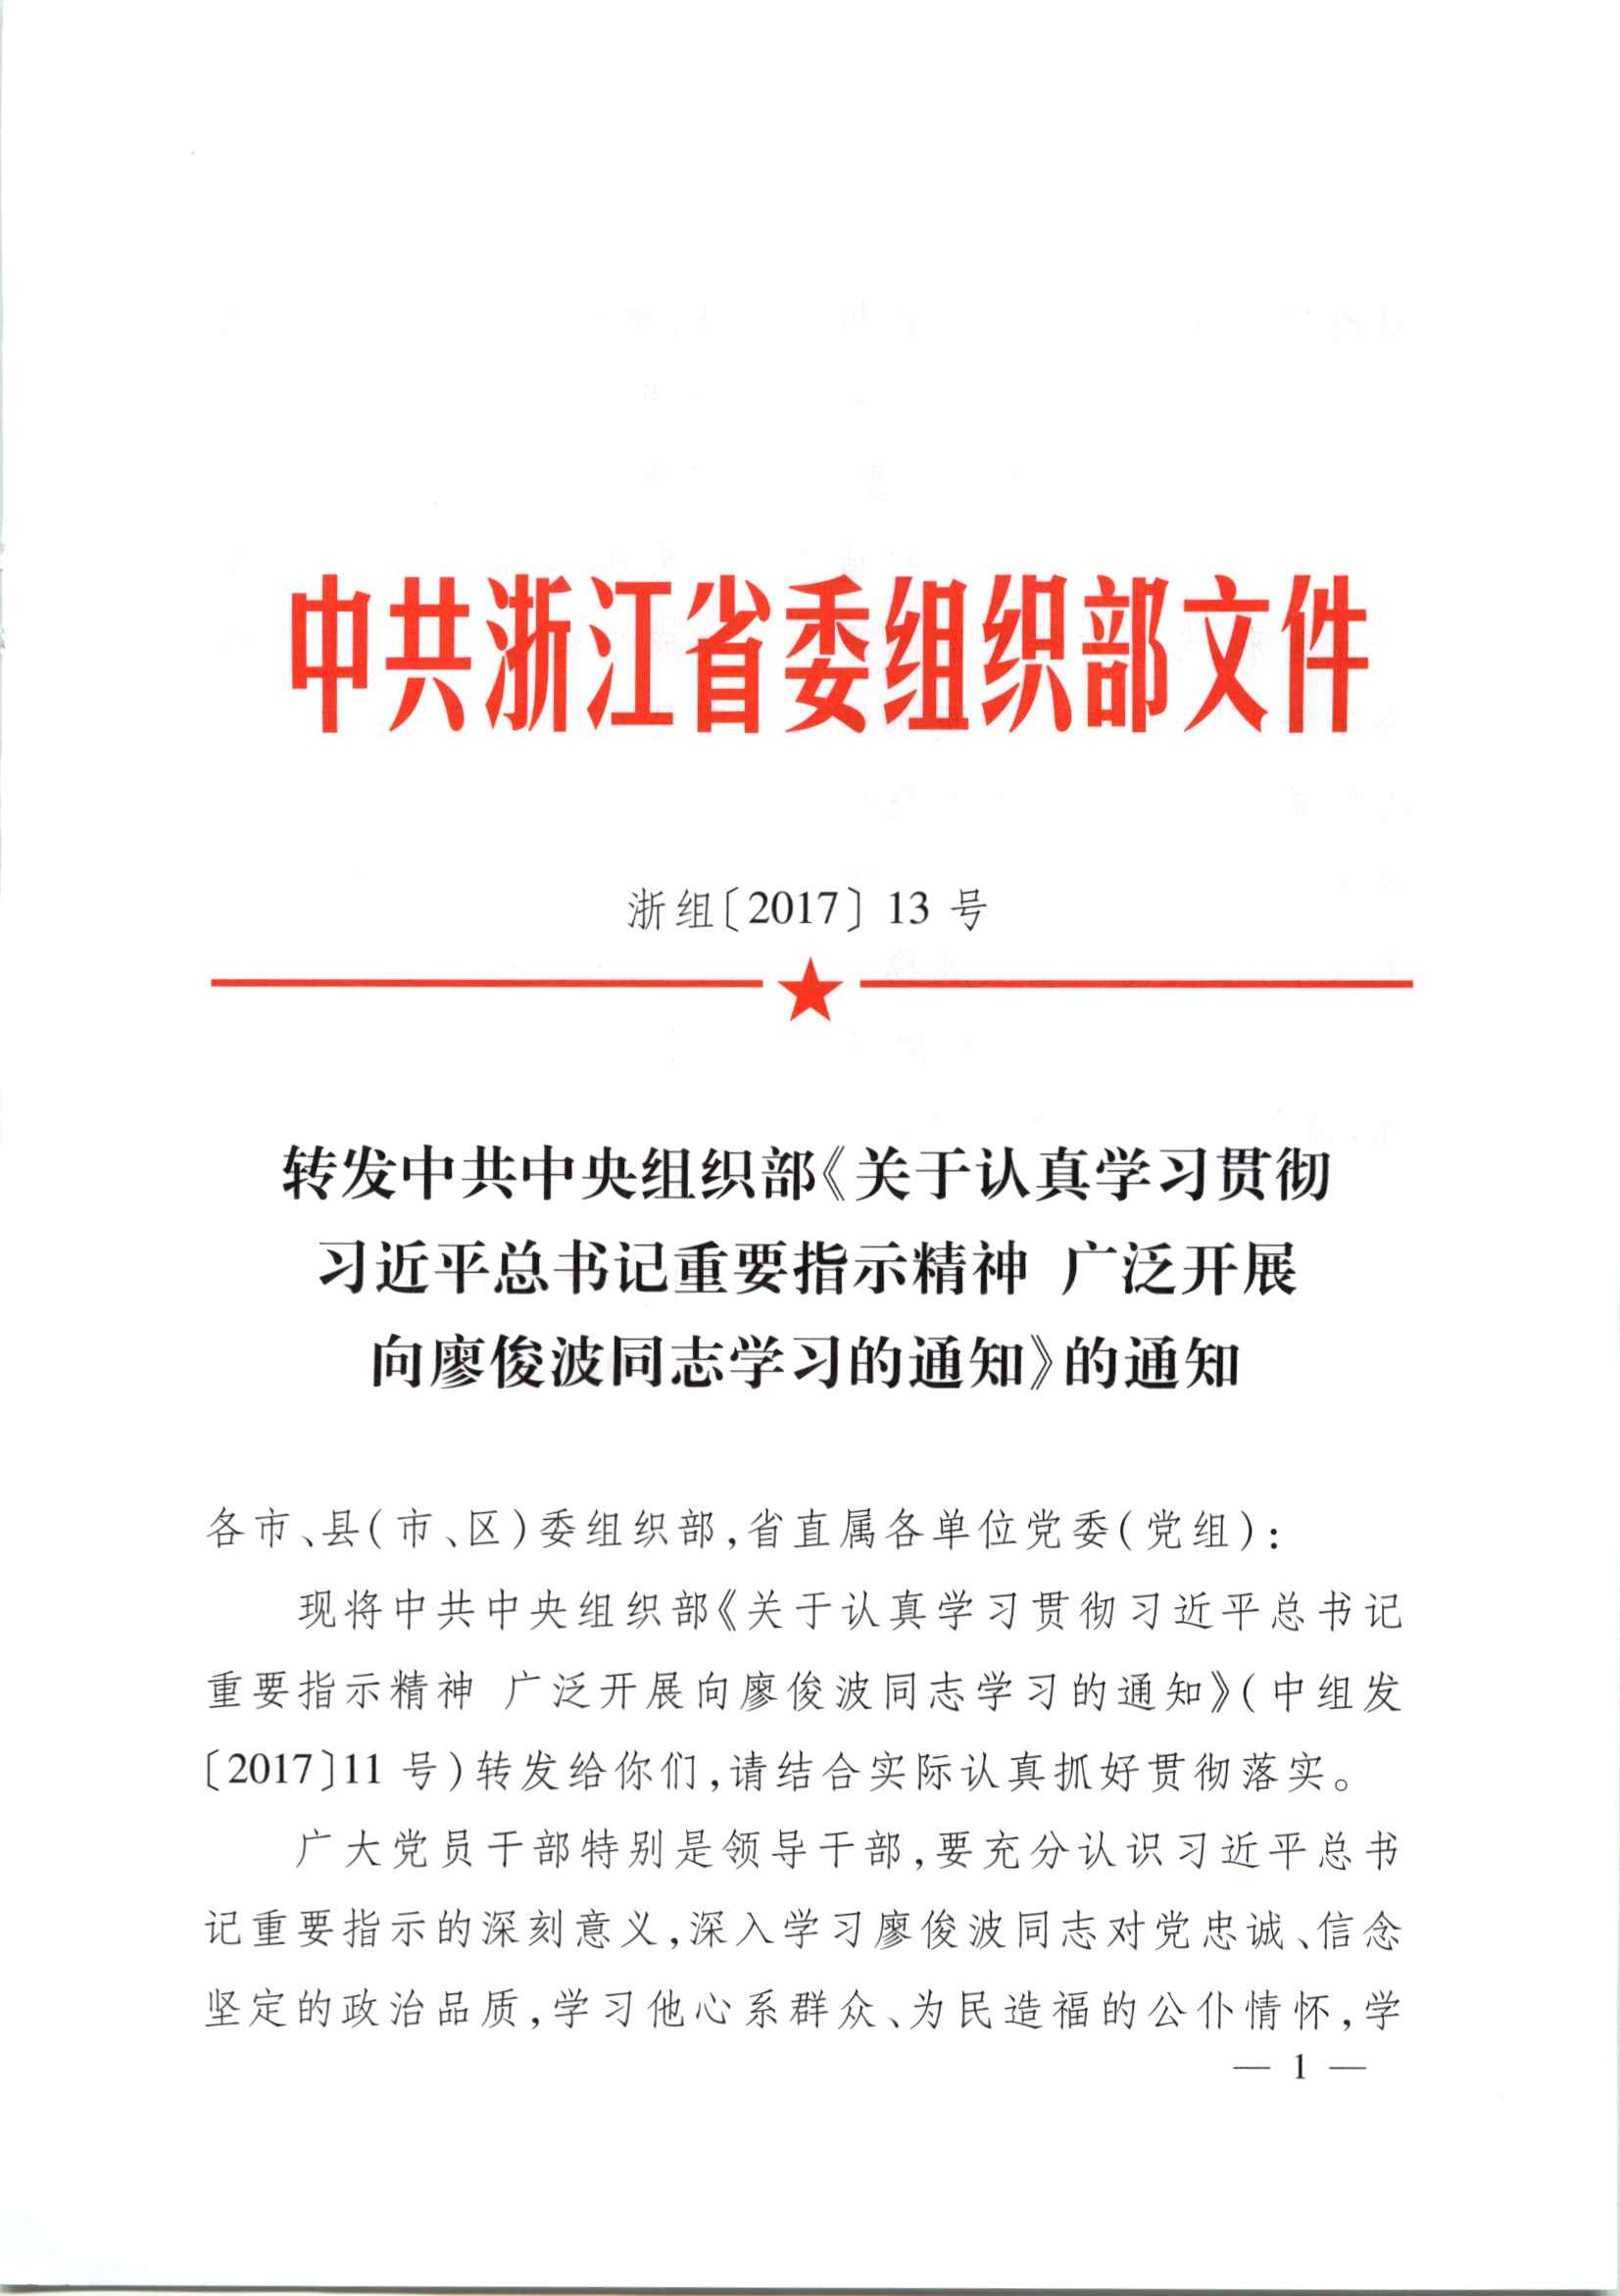 中共浙江省委组织部文件
浙组〔2017〕13 号
转发中共中央组织部《关于认真学习贯彻
习近平总书记重要指示精神 广泛开展
向廖俊波同志学习的通知》的通知
各市、县(市、区)委组织部,省直属各单位党委(党组):
现将中共中央组织部《关于认真学习贯彻习近平总书记
重要指示精神 广泛开展向廖俊波同志学习的通知》(中组发
〔2017〕11 号)转发给你们,请结合实际认真抓好贯彻落实。
广大党员干部特别是领导干部,要充分认识习近平总书
记重要指示的深刻意义,深入学习廖俊波同志对党忠诚、信念
坚定的政治品质,学习他心系群众、为民造福的公仆情怀,学
— 1 —